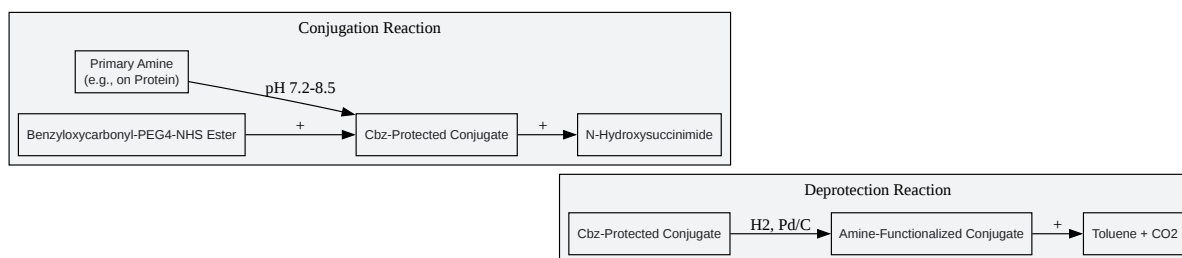 Conjugation Reaction
Primary Amine
(e.g., on Protein)
pH 7.2-8.5
Benzyloxycarbonyl-PEG4-NHS Ester
+
Cbz-Protected Conjugate
+
N-Hydroxysuccinimide
Deprotection Reaction
Cbz-Protected Conjugate
H2, Pd/C
Amine-Functionalized Conjugate
+
Toluene + CO2